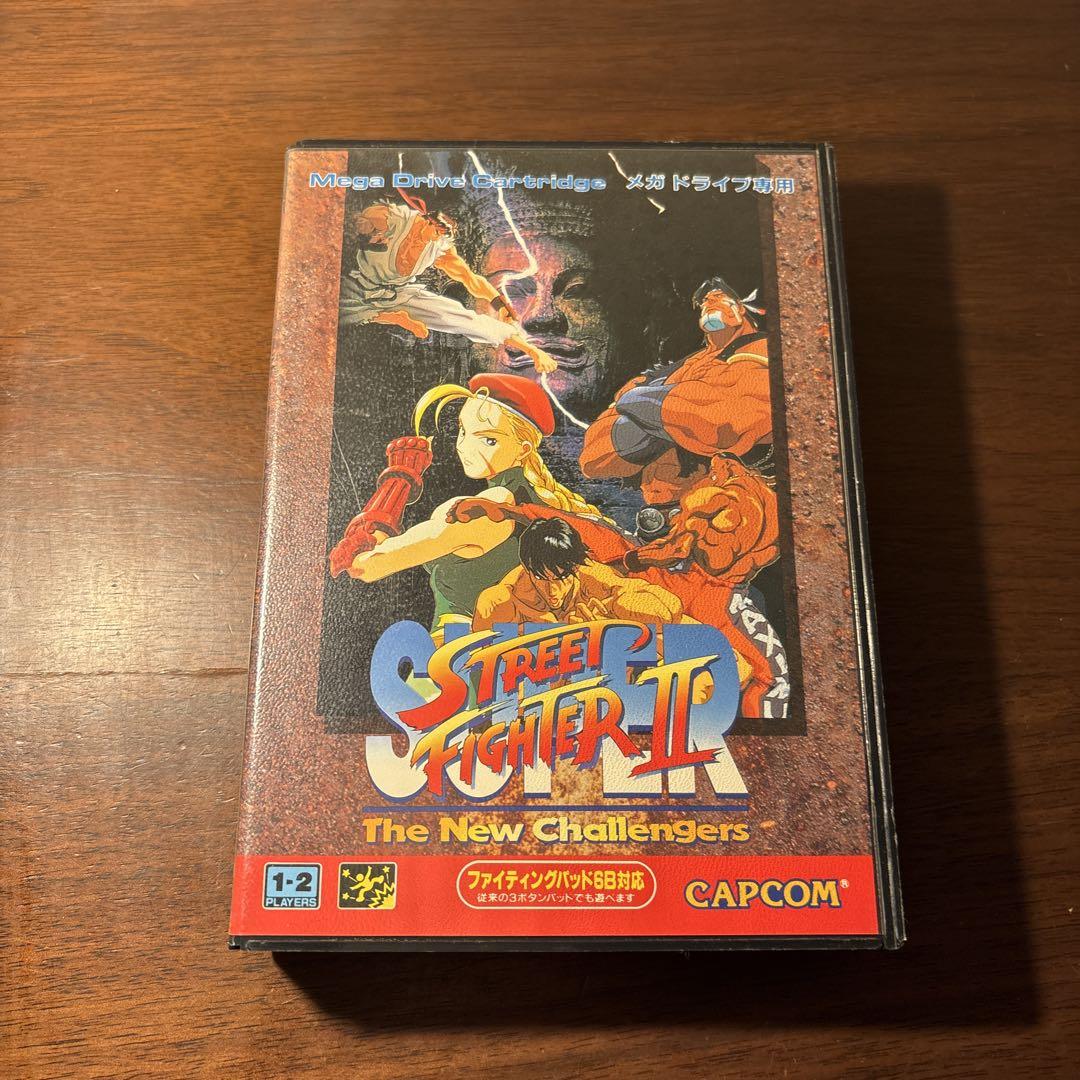 Mega Drive Cartridge メガドライブ専用
SUPER
STREET
FIGHTER II
The New Challengers
1-2
PLAYERS
ファイティングパッド6B対応
従来の3ボタンパッドでも遊べます
CAPCOM®